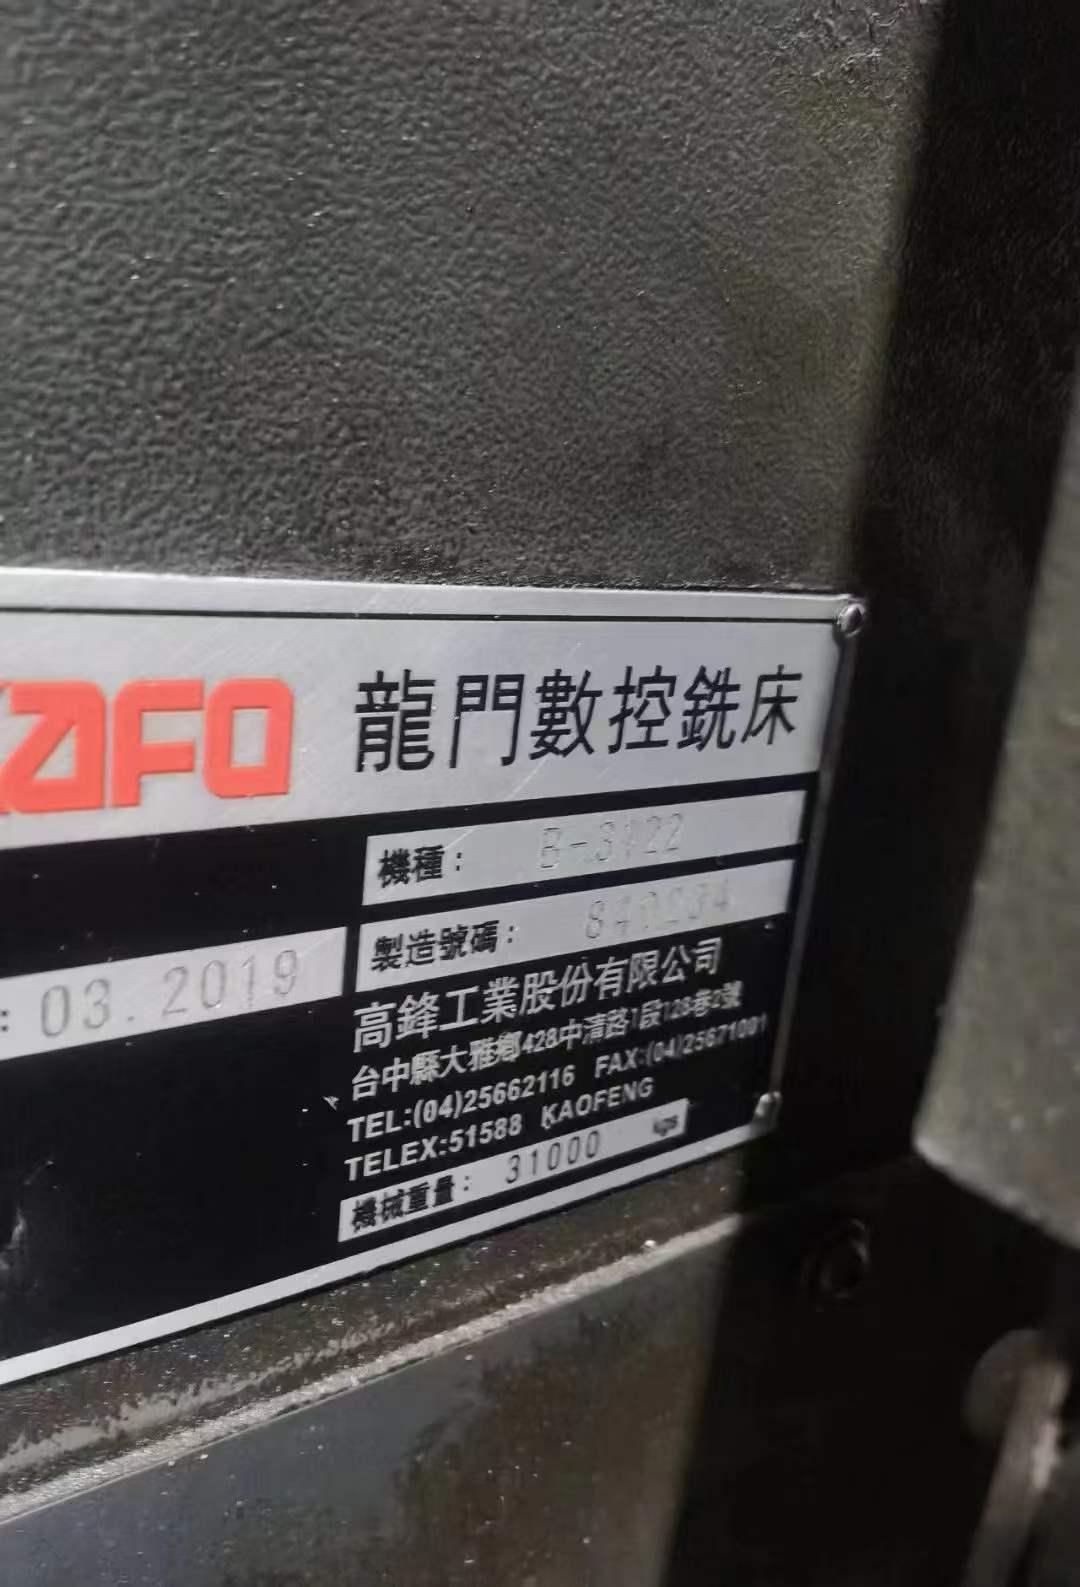 KAFO 龍門數控銑床
機種： B-3122
製造號碼：
: 03.2019
高鋒工業股份有限公司
台中縣大雅鄉428中清路1段128巷2號
TEL:(04)25662116 FAX:(04)25671001
TELEX:51588 KAOFENG
機械重量： 31000 kgs